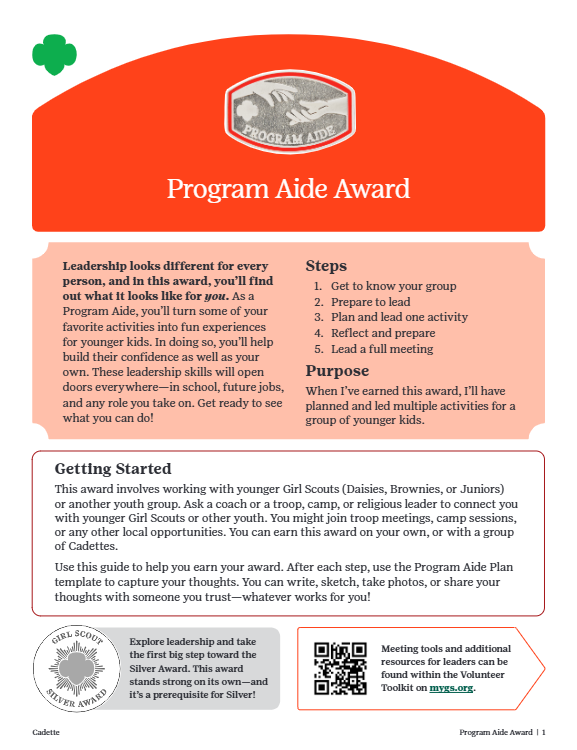 PROGRAM AIDE
Program Aide Award
Leadership looks different for every
person, and in this award, you’ll find
out what it looks like for you. As a
Program Aide, you’ll turn some of your
favorite activities into fun experiences
for younger kids. In doing so, you’ll help
build their confidence as well as your
own. These leadership skills will open
doors everywhere—in school, future jobs,
and any role you take on. Get ready to see
what you can do!
Steps
1. Get to know your group
2. Prepare to lead
3. Plan and lead one activity
4. Reflect and prepare
5. Lead a full meeting
Purpose
When I’ve earned this award, I’ll have
planned and led multiple activities for a
group of younger kids.
Getting Started
This award involves working with younger Girl Scouts (Daisies, Brownies, or Juniors)
or another youth group. Ask a coach or a troop, camp, or religious leader to connect you
with younger Girl Scouts or other youth. You might join troop meetings, camp sessions,
or any other local opportunities. You can earn this award on your own, or with a group
of Cadettes.
Use this guide to help you earn your award. After each step, use the Program Aide Plan
template to capture your thoughts. You can write, sketch, take photos, or share your
thoughts with someone you trust—whatever works for you!
GIRL SCOUT
SILVER AWARD
Explore leadership and take
the first big step toward the
Silver Award. This award
stands strong on its own—and
it’s a prerequisite for Silver!
Meeting tools and additional
resources for leaders can be
found within the Volunteer
Toolkit on mygs.org.
Cadette
Program Aide Award | 1